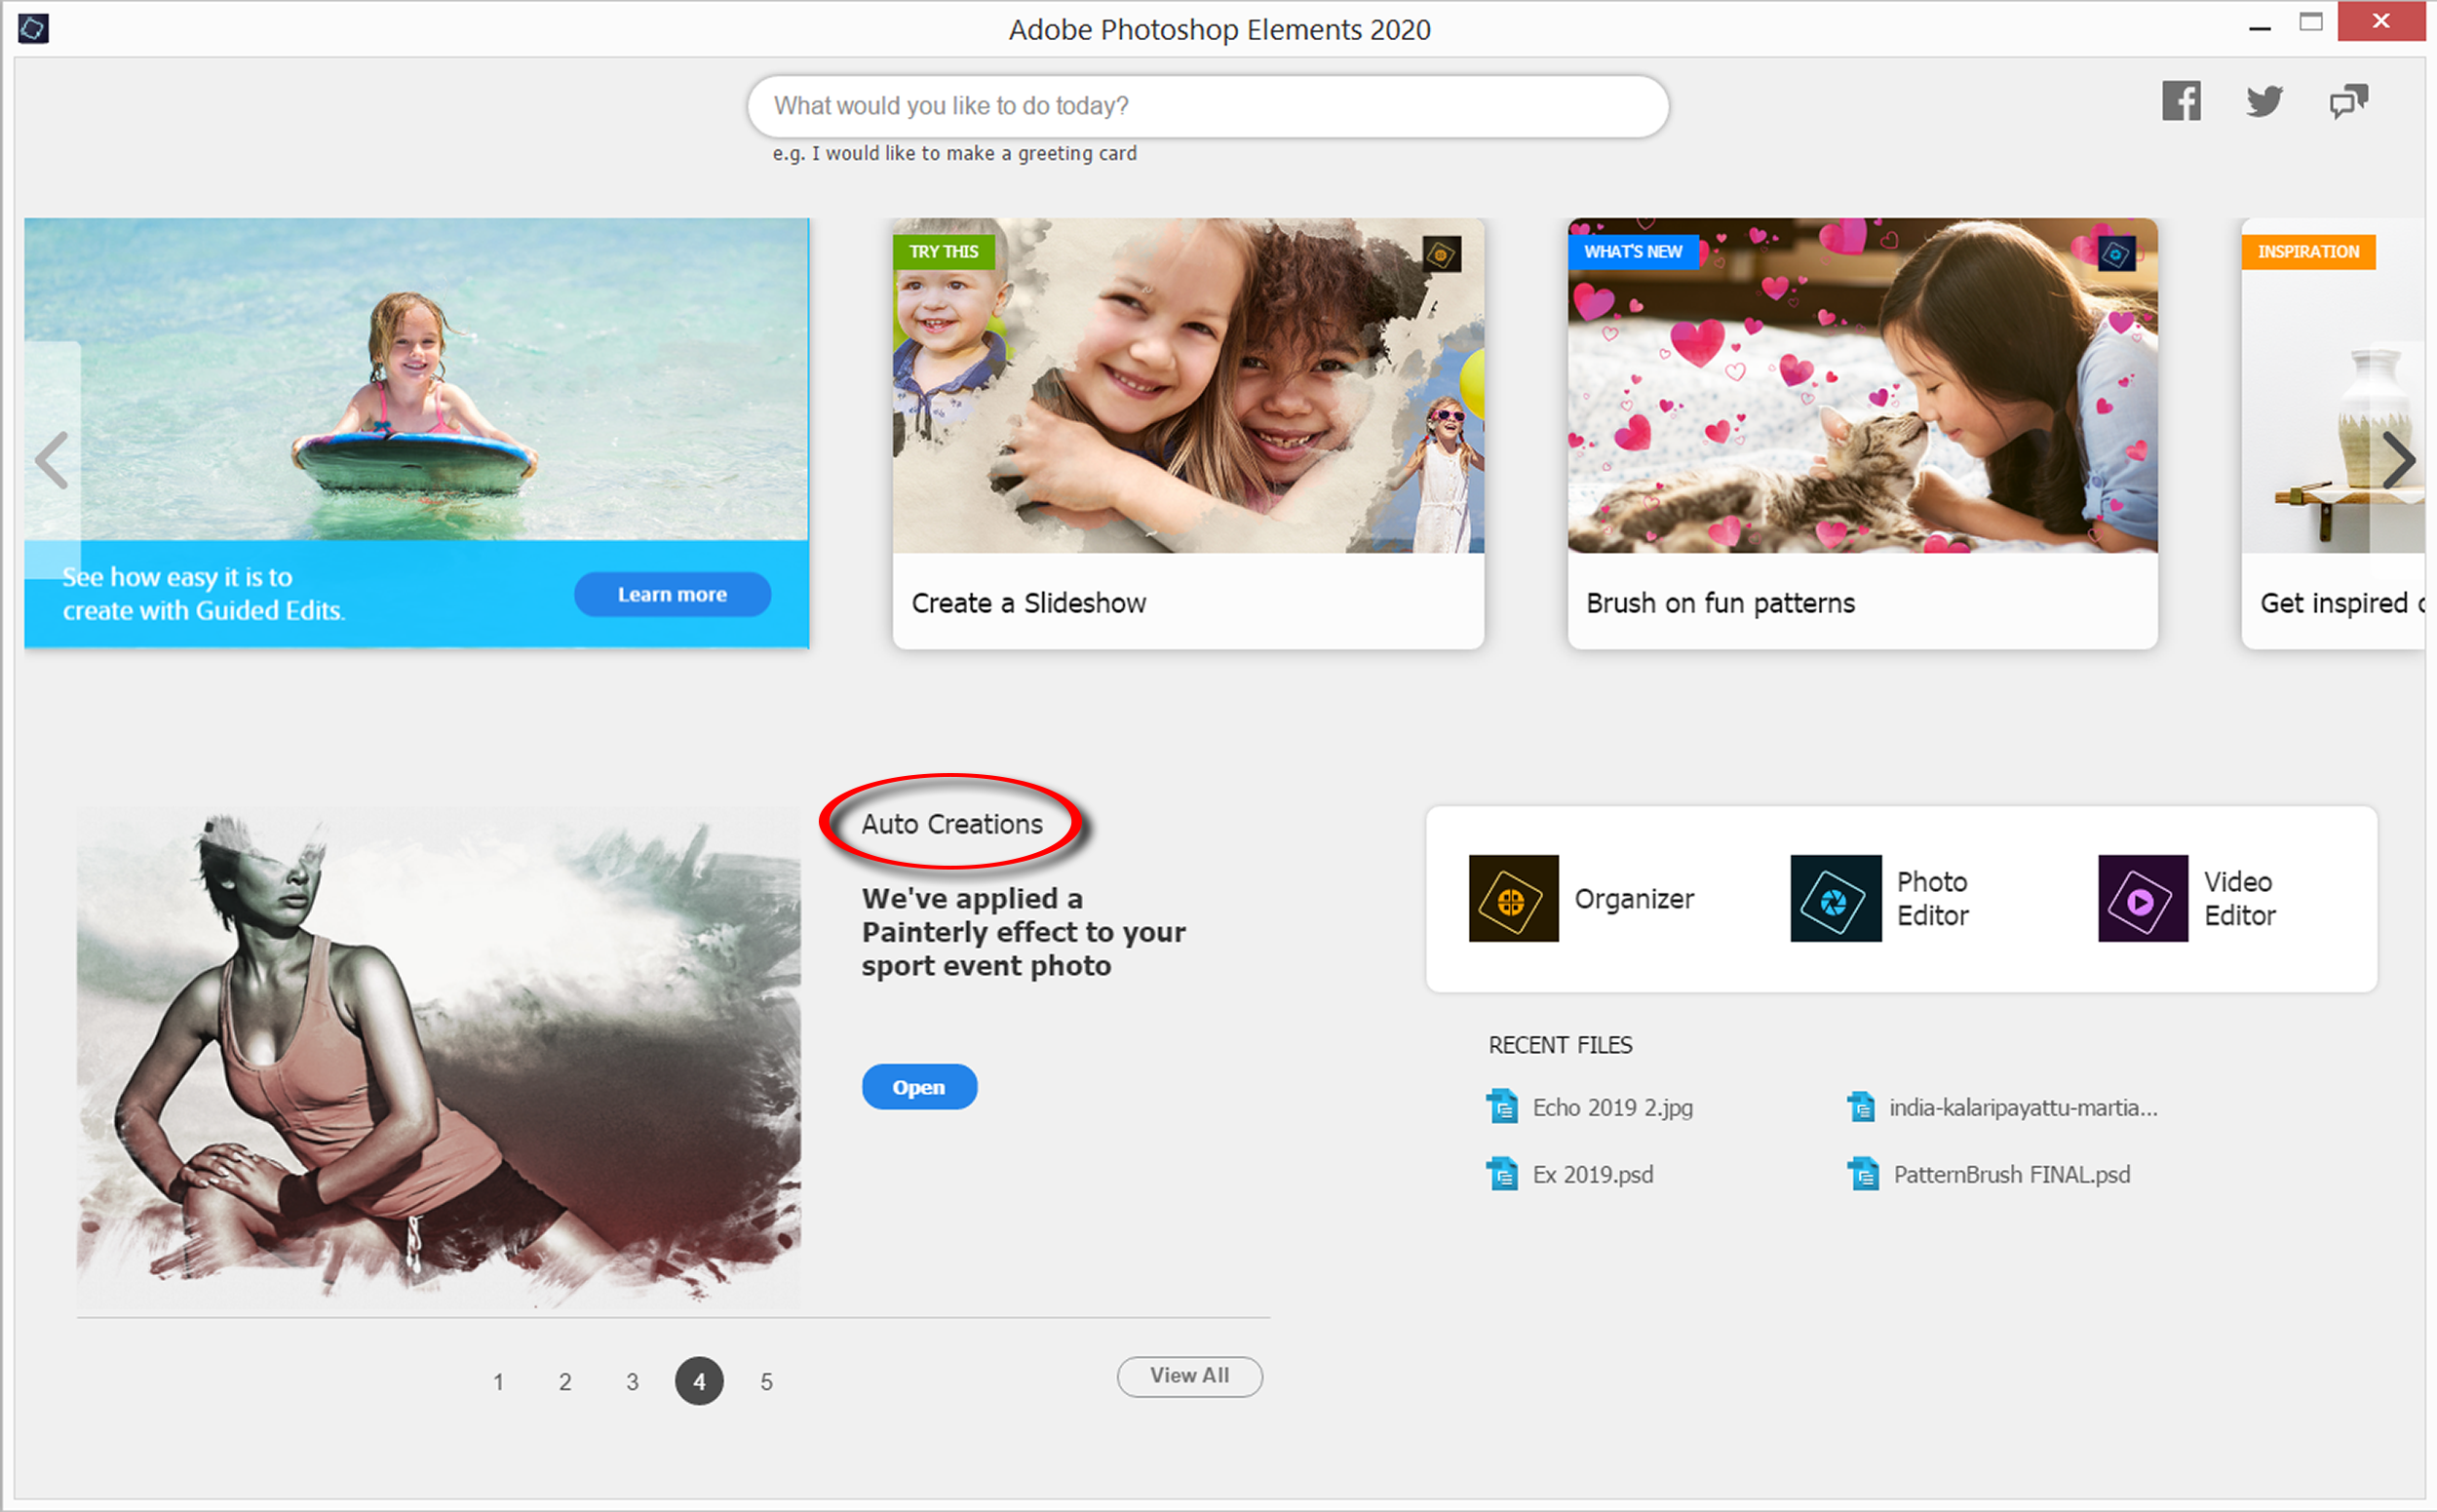 Adobe Photoshop Elements 2020
What would you like to do today?
e.g. I would like to make a greeting card
See how easy it is to
create with Guided Edits.
Learn more
TRY THIS
Create a Slideshow
WHAT'S NEW
Brush on fun patterns
INSPIRATION
Get inspired
Auto Creations
We've applied a
Painterly effect to your
sport event photo
Open
1 2 3 4 5
View All
Organizer
Photo
Editor
Video
Editor
RECENT FILES
Echo 2019 2.jpg
india-kalaripayattu-martia...
Ex 2019.psd
PatternBrush FINAL.psd